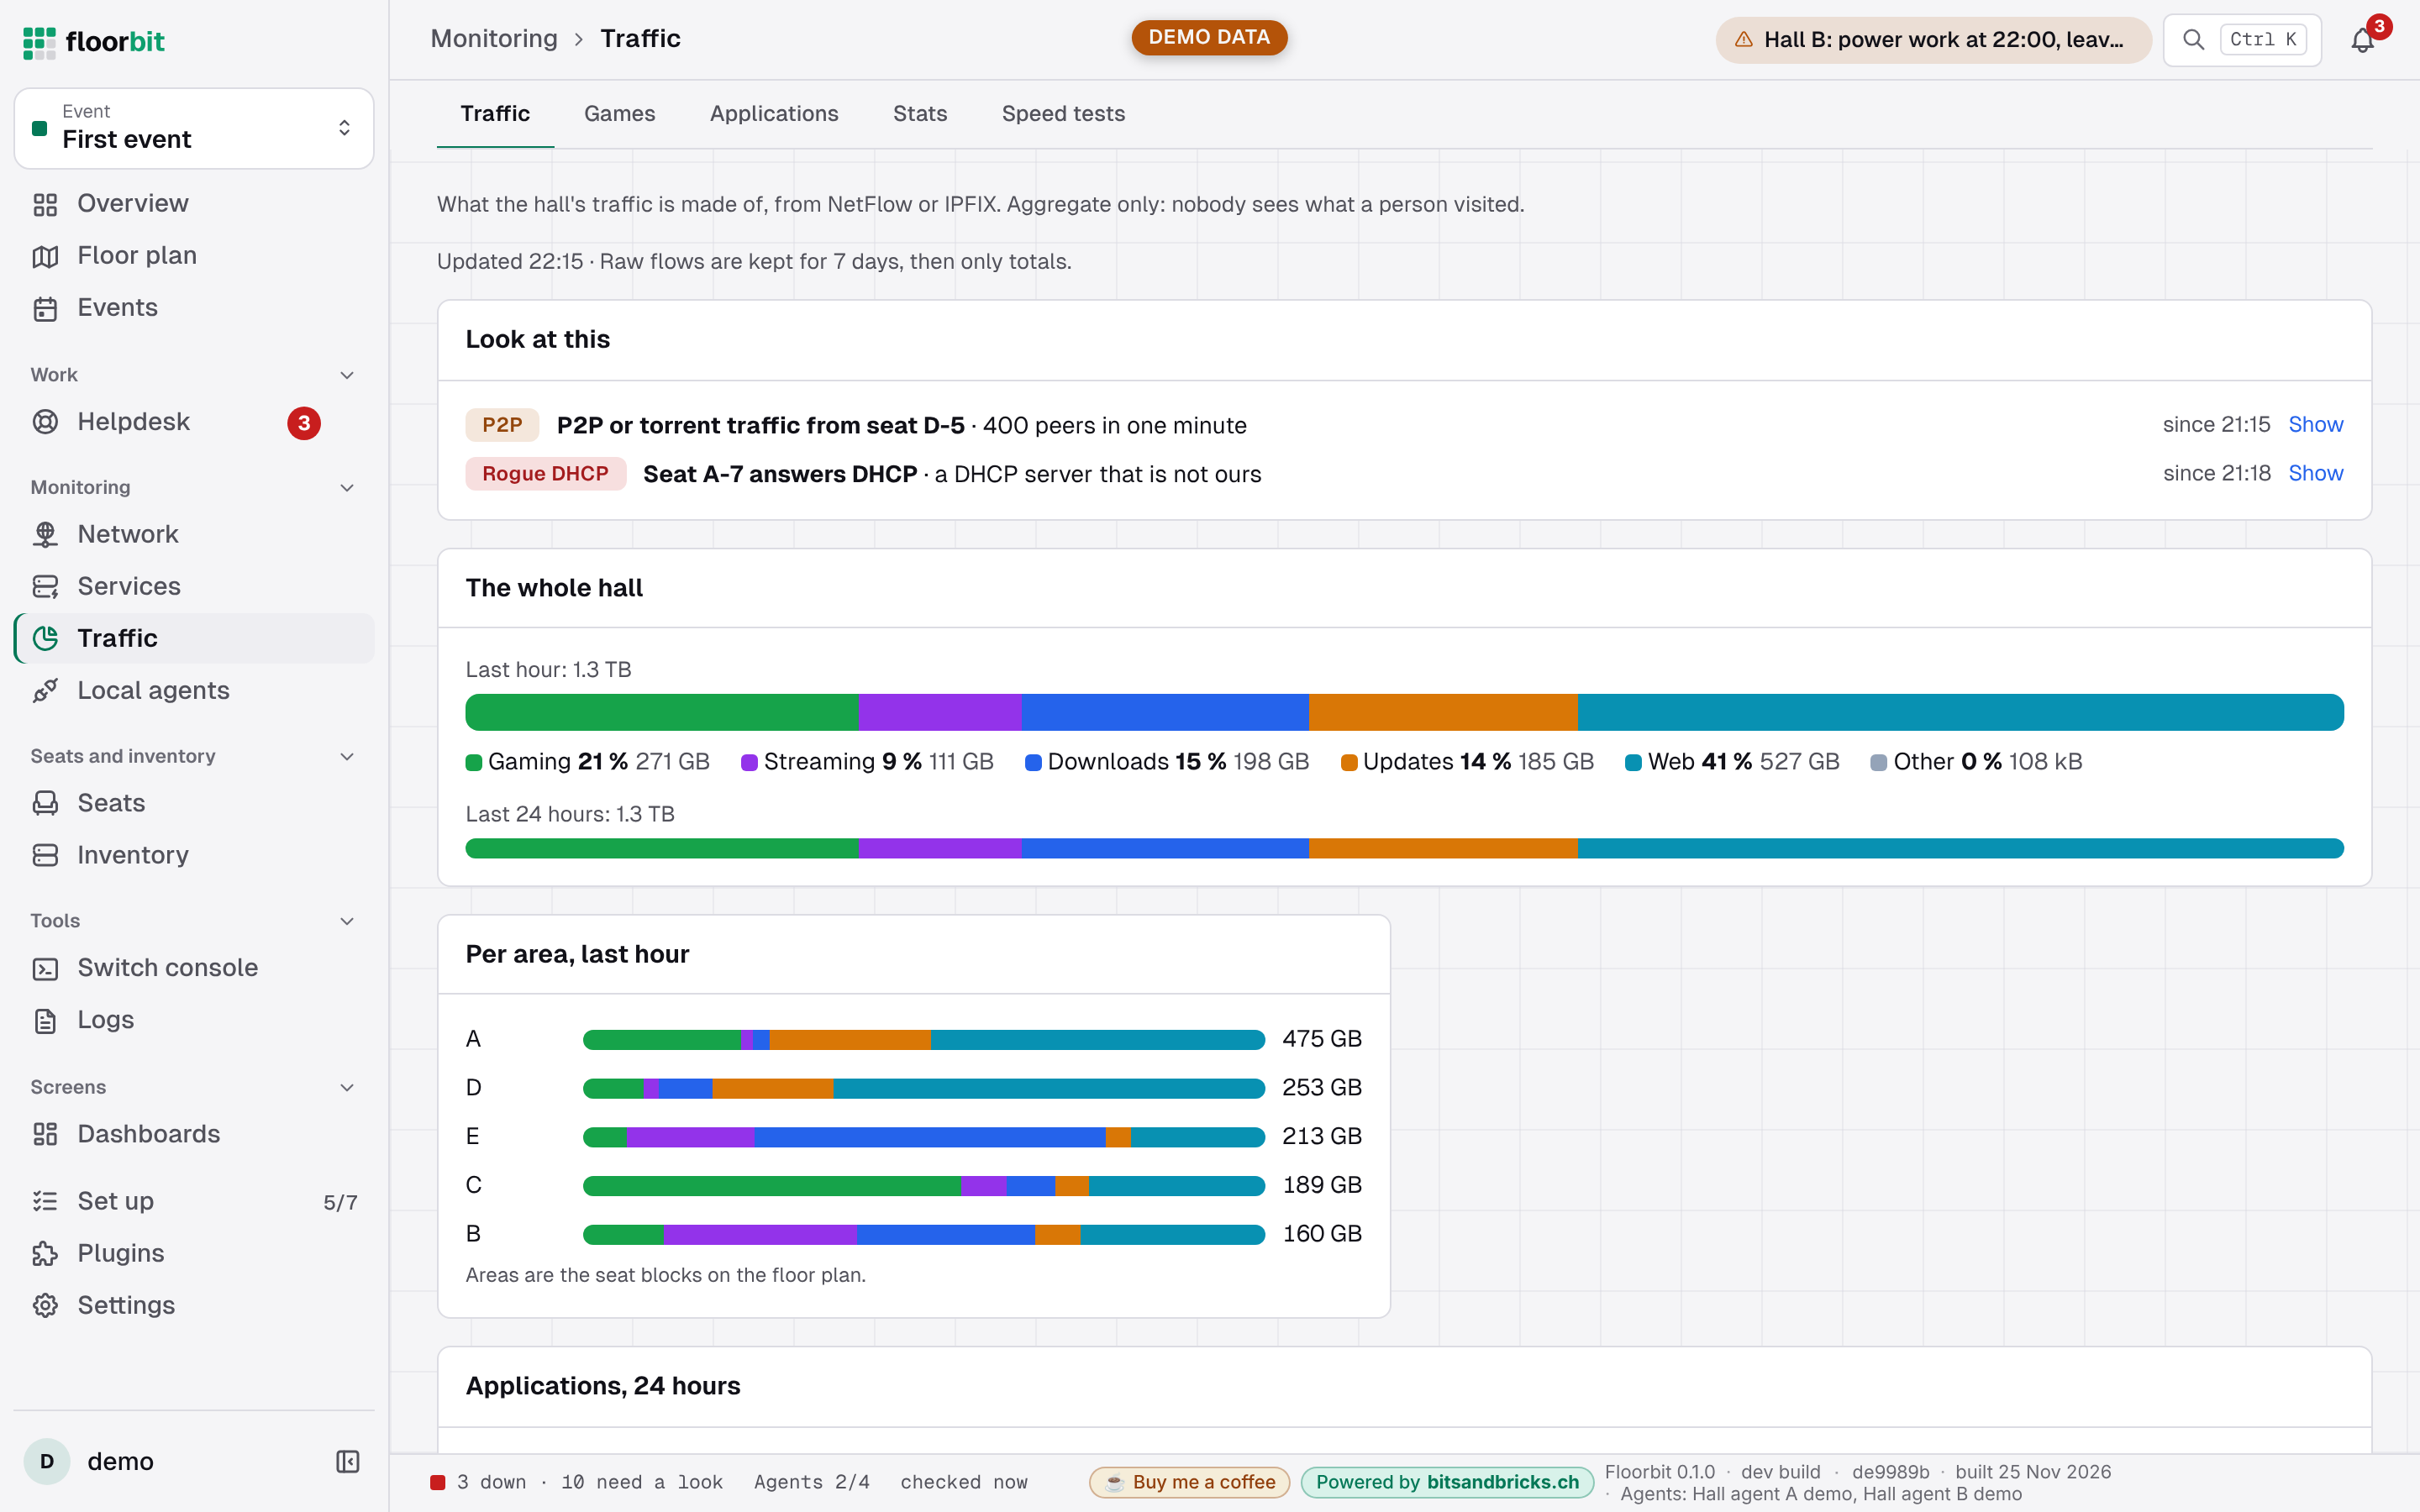 floorbit
Event
First event
Overview
Floor plan
Events
Work
Helpdesk 3
Monitoring
Network
Services
Traffic
Local agents
Seats and inventory
Seats
Inventory
Tools
Switch console
Logs
Screens
Dashboards
Set up 5/7
Plugins
Settings
D demo
Monitoring > Traffic
DEMO DATA
Hall B: power work at 22:00, leav...
Ctrl K
3
Traffic Games Applications Stats Speed tests
What the hall's traffic is made of, from NetFlow or IPFIX. Aggregate only: nobody sees what a person visited.
Updated 22:15 · Raw flows are kept for 7 days, then only totals.
Look at this
P2P P2P or torrent traffic from seat D-5 · 400 peers in one minute since 21:15 Show
Rogue DHCP Seat A-7 answers DHCP · a DHCP server that is not ours since 21:18 Show
The whole hall
Last hour: 1.3 TB
Gaming 21 % 271 GB Streaming 9 % 111 GB Downloads 15 % 198 GB Updates 14 % 185 GB Web 41 % 527 GB Other 0 % 108 kB
Last 24 hours: 1.3 TB
Per area, last hour
A 475 GB
D 253 GB
E 213 GB
C 189 GB
B 160 GB
Areas are the seat blocks on the floor plan.
Applications, 24 hours
3 down · 10 need a look Agents 2/4 checked now
Buy me a coffee
Powered by bitsandbricks.ch
Floorbit 0.1.0 · dev build · de9989b · built 25 Nov 2026
· Agents: Hall agent A demo, Hall agent B demo